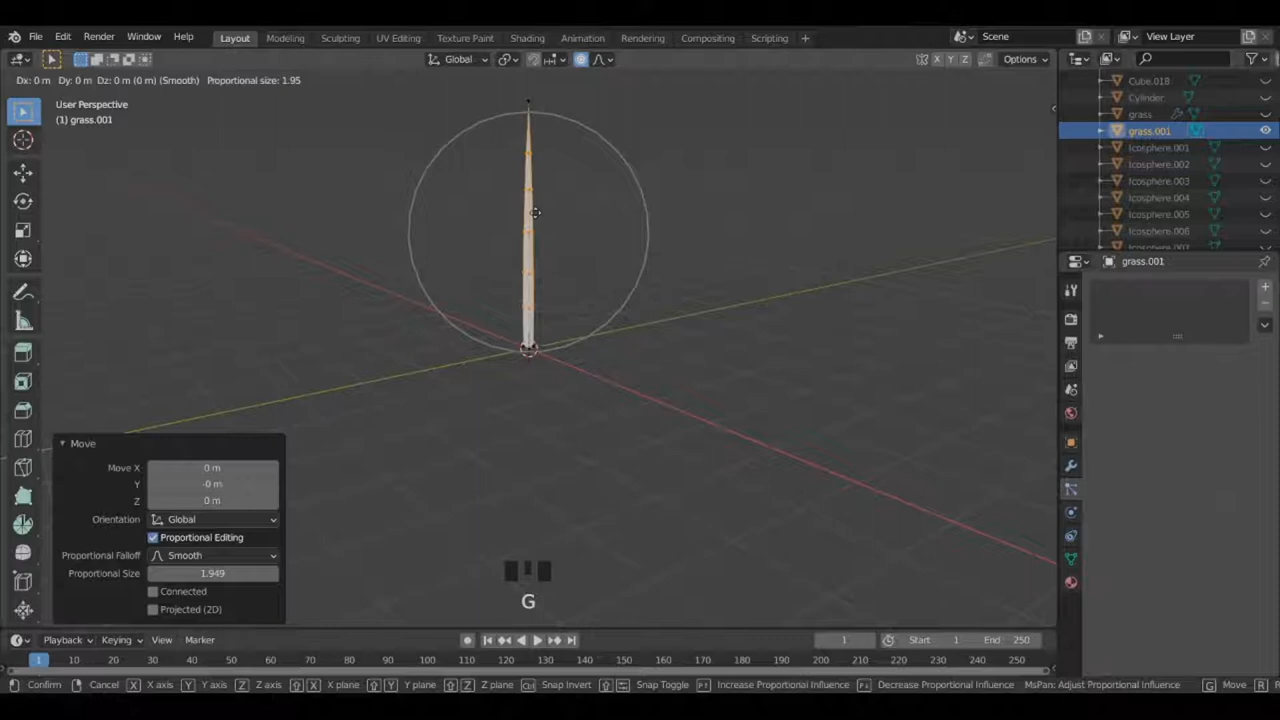 File Edit Render Window Help Layout Modeling Sculpting UV Editing Texture Paint Shading Animation Rendering Compositing Scripting + Scene View Layer
Global X Y Z Options
Dx: 0 m Dy: 0 m Dz: 0 m (0 m) (Smooth) Proportional size: 1.95
User Perspective
(1) grass.001
Cube.018
Cylinder
grass
grass.001
Icosphere.001
Icosphere.002
Icosphere.003
Icosphere.004
Icosphere.005
Icosphere.006
grass.001
Move
Move X 0 m
Y -0 m
Z 0 m
Orientation Global
Proportional Editing
Proportional Falloff Smooth
Proportional Size 1.949
Connected
Projected (2D)
G
Playback Keying View Marker 1 Start 1 End 250
1 10 20 30 40 50 60 70 80 90 100 110 120 130 140 150 160 170 180 190 200 210 220 230 240 250
Confirm Cancel X X axis Y Y axis Z Z axis X X plane Y Y plane Z Z plane Ctrl Snap Invert Snap Toggle Increase Proportional Influence Decrease Proportional Influence MsPan: Adjust Proportional Influence G Move R